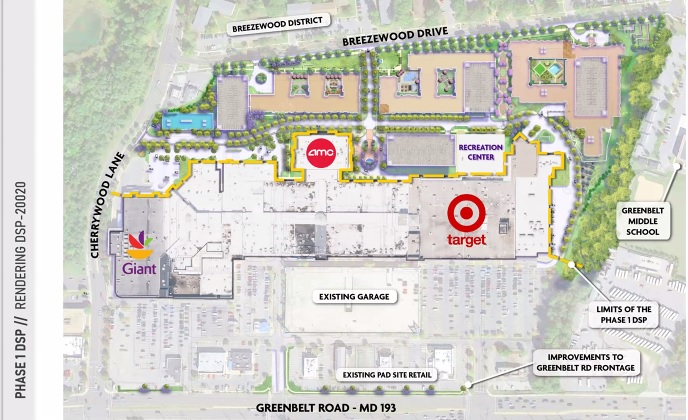 PHASE 1 DSP // RENDERING DSP-20020
BREEZEWOOD DISTRICT
BREEZEWOOD DRIVE
CHERRYWOOD LANE
amc
RECREATION
CENTER
target
Giant
GREENBELT
MIDDLE
SCHOOL
EXISTING GARAGE
LIMITS OF THE
PHASE 1 DSP
EXISTING PAD SITE RETAIL
IMPROVEMENTS TO
GREENBELT RD FRONTAGE
GREENBELT ROAD - MD 193